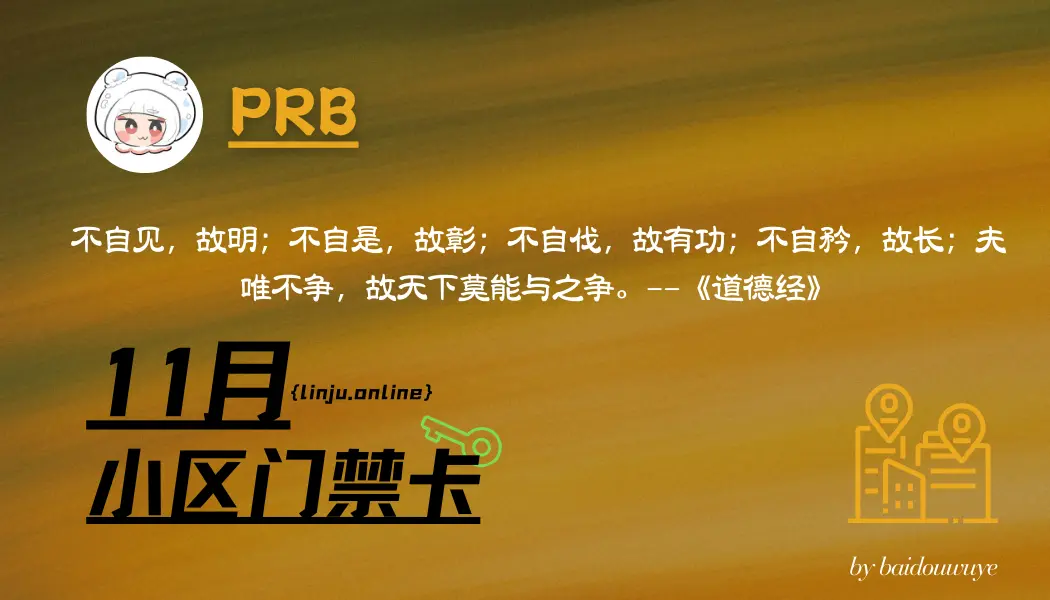 PRB
不自见，故明；不自是，故彰；不自伐，故有功；不自矜，故长；夫
唯不争，故天下莫能与之争。--《道德经》
11月{linju.online}
小区门禁卡
by baidouwuye